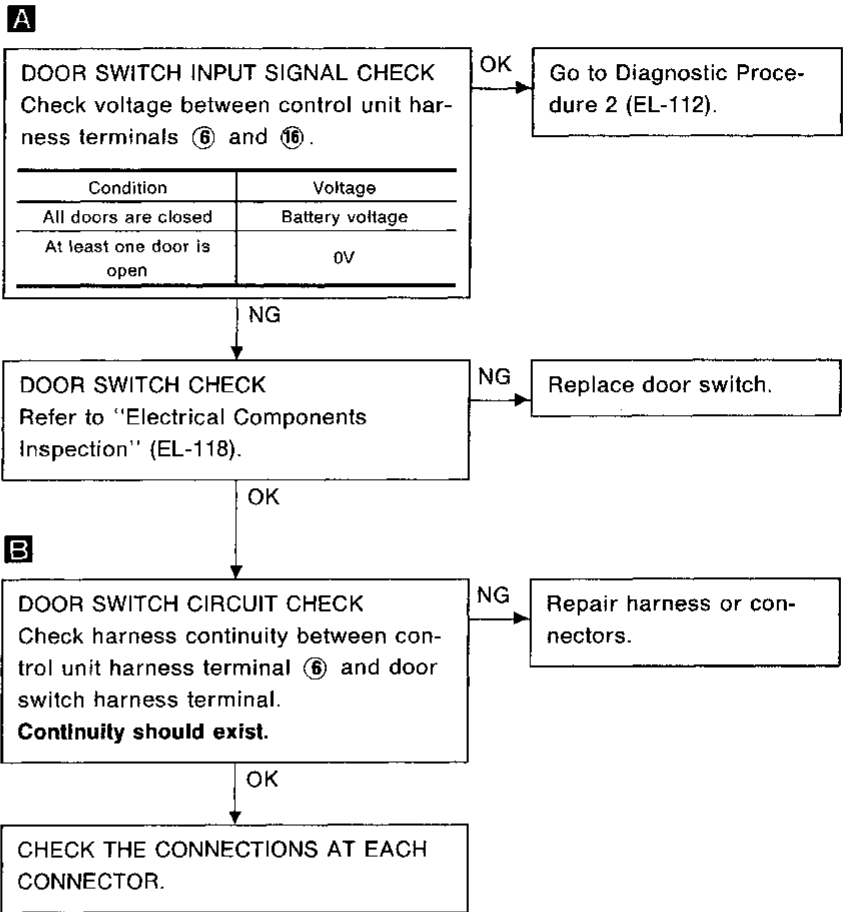 A
DOOR SWITCH INPUT SIGNAL CHECK
Check voltage between control unit har-
ness terminals ⑥ and ⑯.
Condition Voltage
All doors are closed Battery voltage
At least one door is
open
0V
OK
Go to Diagnostic Proce-
dure 2 (EL-112).
NG
DOOR SWITCH CHECK
Refer to "Electrical Components
Inspection" (EL-118).
NG
Replace door switch.
OK
B
DOOR SWITCH CIRCUIT CHECK
Check harness continuity between con-
trol unit harness terminal ⑥ and door
switch harness terminal.
Continuity should exist.
NG
Repair harness or con-
nectors.
OK
CHECK THE CONNECTIONS AT EACH
CONNECTOR.